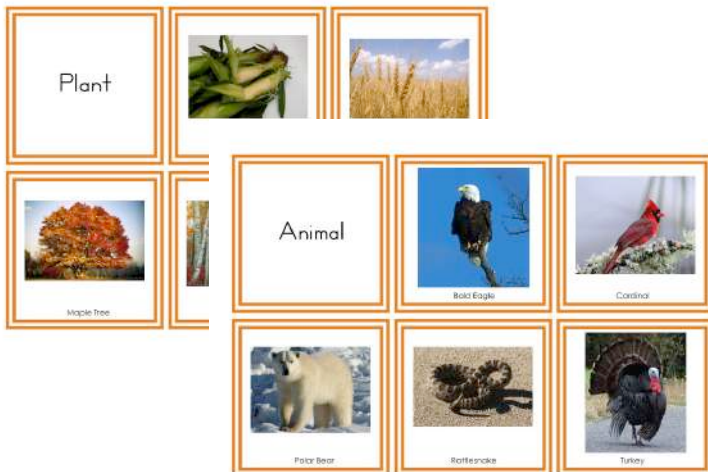 Plant
Maple Tree
Animal
Bald Eagle
Cardinal
Polar Bear
Rattlesnake
Turkey